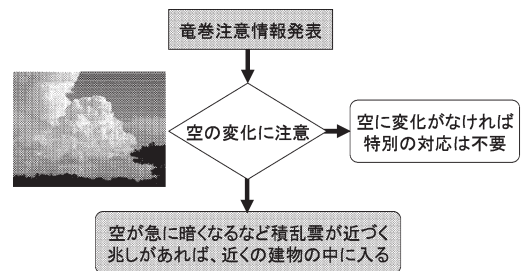 竜巻注意情報発表
空の変化に注意
空に変化がなければ
特別の対応は不要
空が急に暗くなるなど積乱雲が近づく
兆しがあれば、近くの建物の中に入る